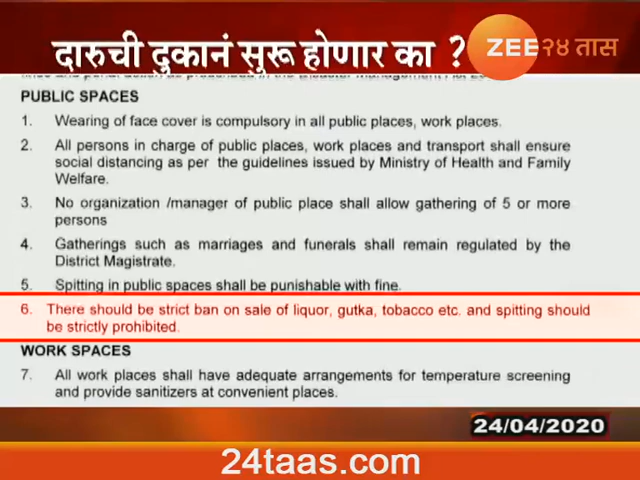 दारुची दुकानं सुरू होणार का ?
ZEE २४ तास
PUBLIC SPACES
1. Wearing of face cover is compulsory in all public places, work places.
2. All persons in charge of public places, work places and transport shall ensure
social distancing as per the guidelines issued by Ministry of Health and Family
Welfare.
3. No organization /manager of public place shall allow gathering of 5 or more
persons
4. Gatherings such as marriages and funerals shall remain regulated by the
District Magistrate.
5. Spitting in public spaces shall be punishable with fine.
6. There should be strict ban on sale of liquor, gutka, tobacco etc. and spitting should
be strictly prohibited.
WORK SPACES
7. All work places shall have adequate arrangements for temperature screening
and provide sanitizers at convenient places.
24/04/2020
24taas.com